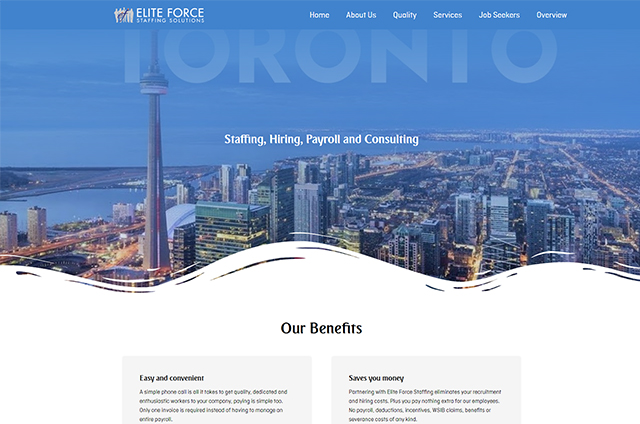 ELITE FORCE
STAFFING SOLUTIONS
Home About Us Quality Services Job Seekers Overview
TORONTO
Staffing, Hiring, Payroll and Consulting
Our Benefits
Easy and convenient
A simple phone call is all it takes to get quality, dedicated and
enthusiastic workers to your company, paying is simple too.
Only one invoice is required instead of having to manage an
entire payroll.
Saves you money
Partnering with Elite Force Staffing eliminates your recruitment
and hiring costs. Plus you pay nothing extra for our employees.
No payroll, deductions, incentives, WSIB claims, benefits or
severance costs of any kind.